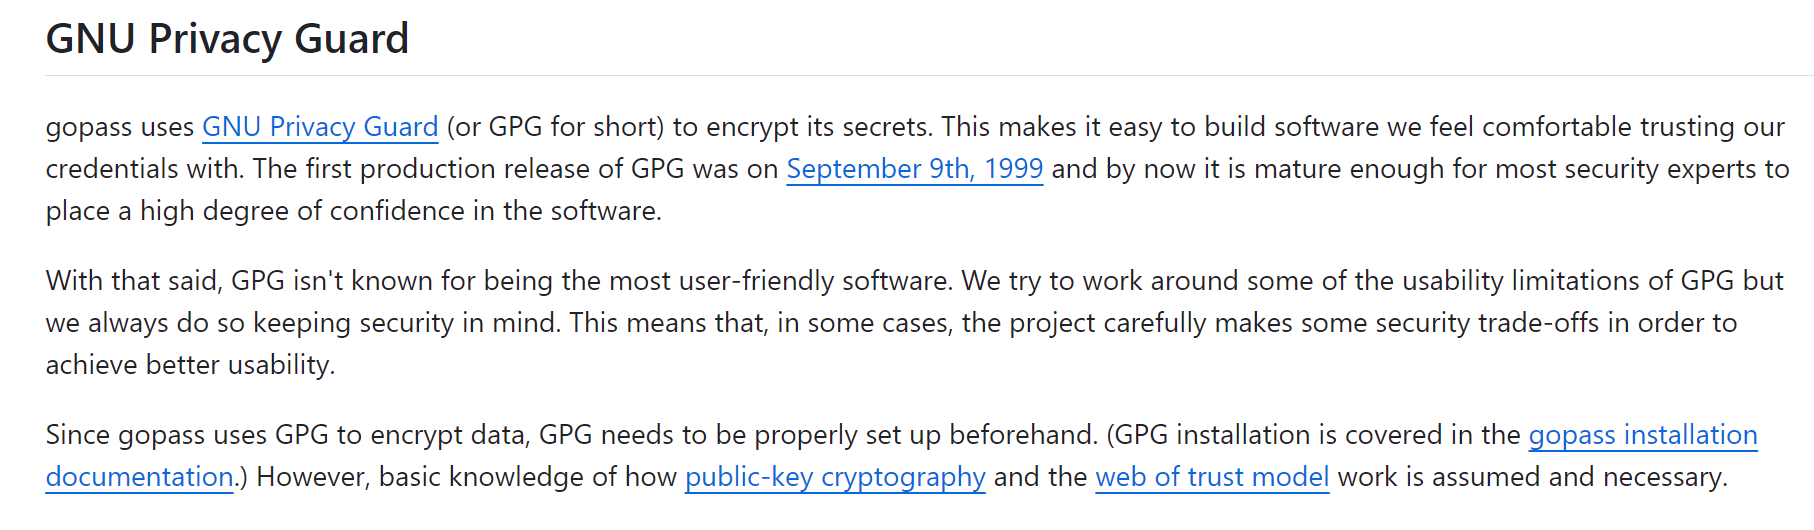 GNU Privacy Guard
gopass uses GNU Privacy Guard (or GPG for short) to encrypt its secrets. This makes it easy to build software we feel comfortable trusting our
credentials with. The first production release of GPG was on September 9th, 1999 and by now it is mature enough for most security experts to
place a high degree of confidence in the software.
With that said, GPG isn't known for being the most user-friendly software. We try to work around some of the usability limitations of GPG but
we always do so keeping security in mind. This means that, in some cases, the project carefully makes some security trade-offs in order to
achieve better usability.
Since gopass uses GPG to encrypt data, GPG needs to be properly set up beforehand. (GPG installation is covered in the gopass installation
documentation.) However, basic knowledge of how public-key cryptography and the web of trust model work is assumed and necessary.